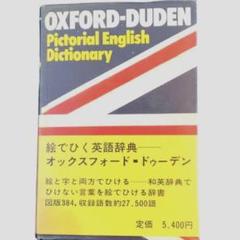 OXFORD-DUDEN
Pictorial English
Dictionary
絵でひく英語辞典——
オックスフォード=ドゥーデン
絵と字と両方でひける——和英辞典で
ひけない言葉を絵でひける辞書
図版384,収録語数約27,500語
定価 5,400円